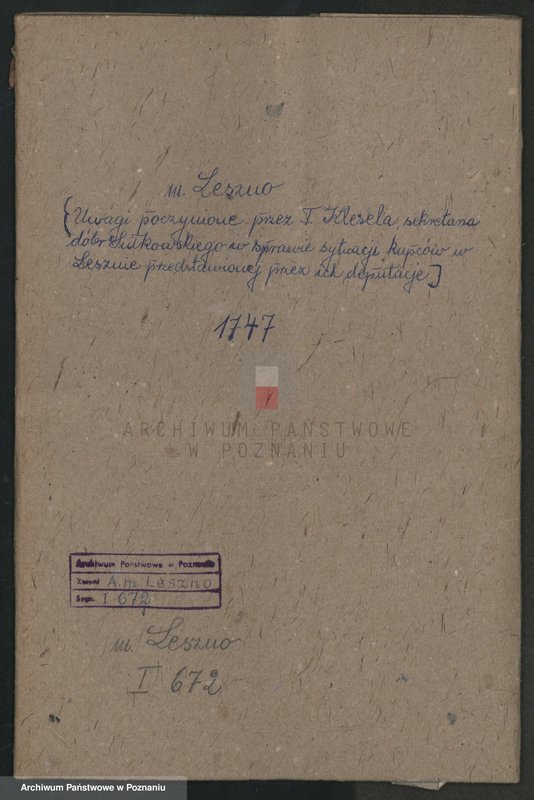 m. Leszno
[Uwagi poczynione przez I. Klesela sekretarza
dóbr Sułkowskiego w sprawie sytuacji kupców w
Lesznie przedstawionej przez ich deputację]
1747
ARCHIWUM PAŃSTWOWE
W POZNANIU
Archiwum Państwowe w Poznaniu
Zespół A. m. Leszno
Sygn. I 672
m. Leszno
I 672
Archiwum Państwowe w Poznaniu